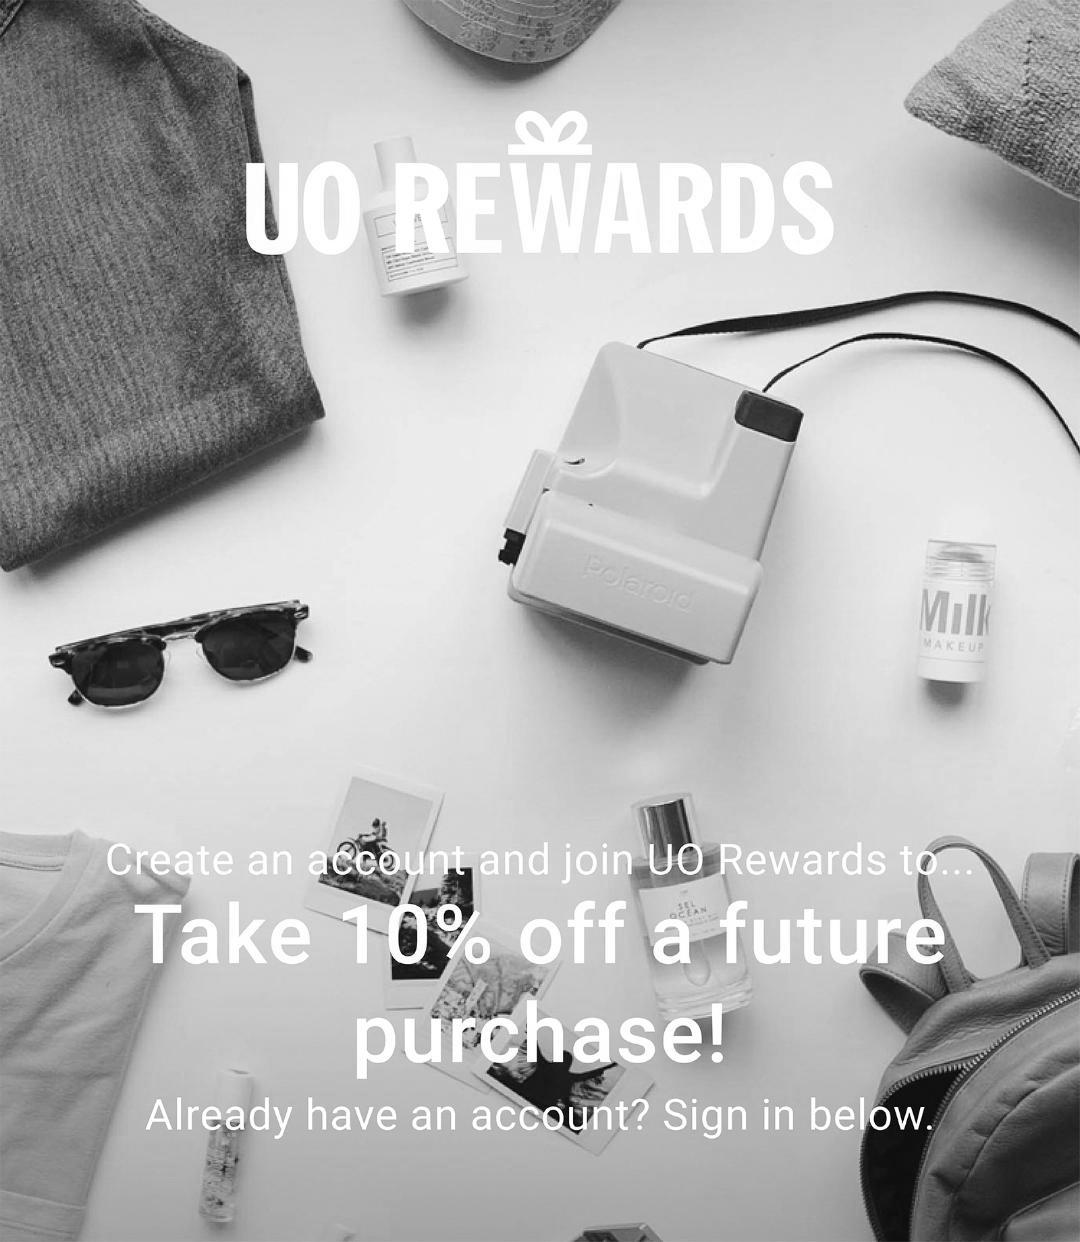 UO REWARDS
Polaroid
Milk
MAKEUP
Create an account and join UO Rewards to...
SEL
OCÉAN
Take 10% off a future
purchase!
Already have an account? Sign in below.